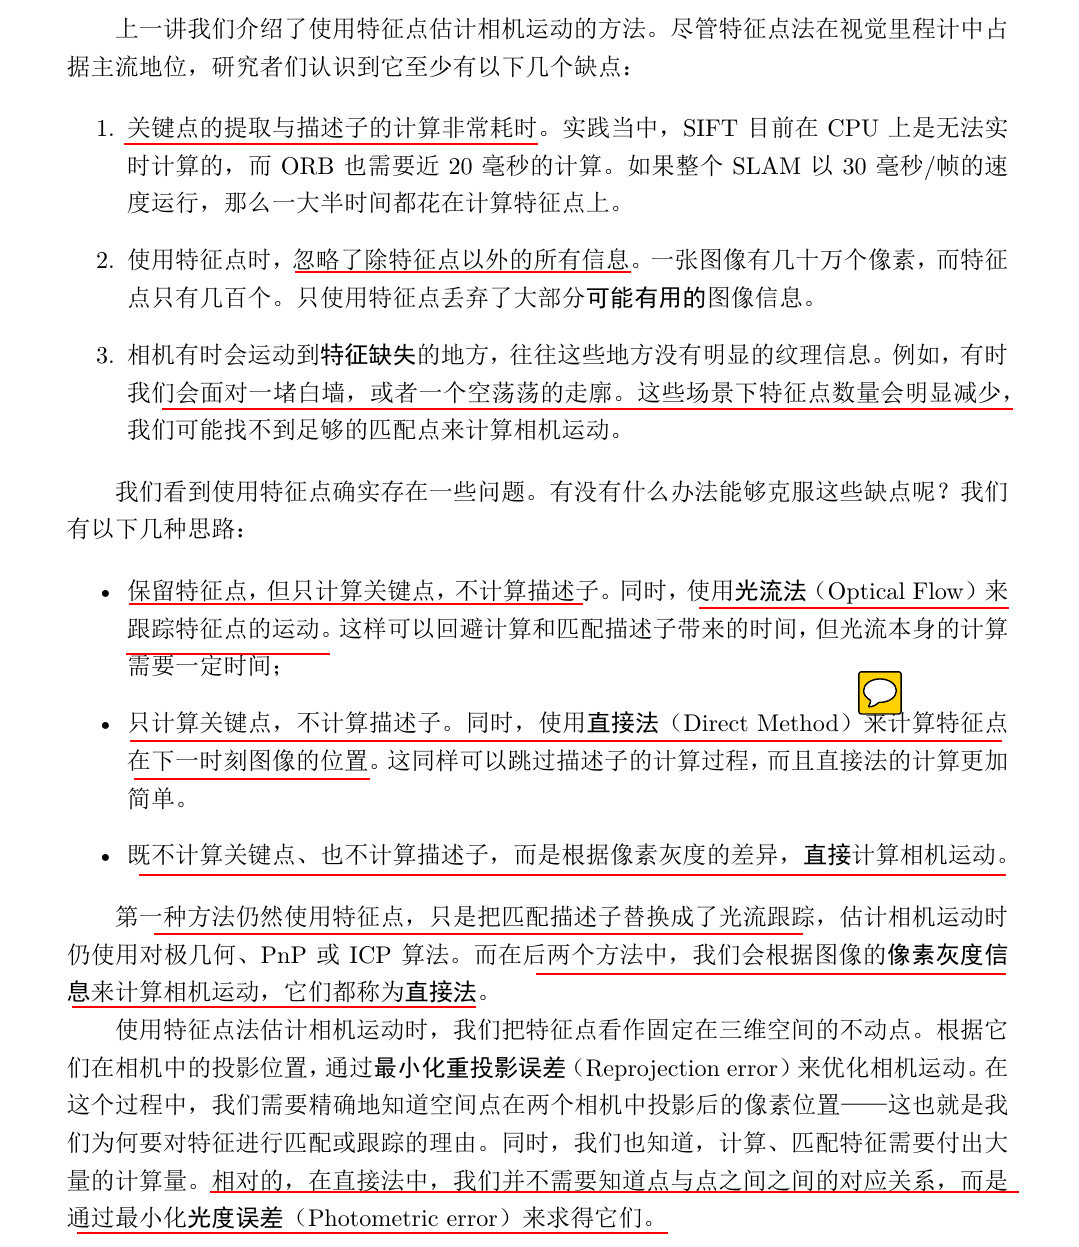 上一讲我们介绍了使用特征点估计相机运动的方法。尽管特征点法在视觉里程计中占
据主流地位，研究者们认识到它至少有以下几个缺点：
1. 关键点的提取与描述子的计算非常耗时。实践当中，SIFT 目前在 CPU 上是无法实
时计算的，而 ORB 也需要近 20 毫秒的计算。如果整个 SLAM 以 30 毫秒/帧的速
度运行，那么一大半时间都花在计算特征点上。
2. 使用特征点时，忽略了除特征点以外的所有信息。一张图像有几十万个像素，而特征
点只有几百个。只使用特征点丢弃了大部分可能有用的图像信息。
3. 相机有时会运动到特征缺失的地方，往往这些地方没有明显的纹理信息。例如，有时
我们会面对一堵白墙，或者一个空荡荡的走廓。这些场景下特征点数量会明显减少，
我们可能找不到足够的匹配点来计算相机运动。
我们看到使用特征点确实存在一些问题。有没有什么办法能够克服这些缺点呢？我们
有以下几种思路：
• 保留特征点，但只计算关键点，不计算描述子。同时，使用光流法（Optical Flow）来
跟踪特征点的运动。这样可以回避计算和匹配描述子带来的时间，但光流本身的计算
需要一定时间；
• 只计算关键点，不计算描述子。同时，使用直接法（Direct Method）来计算特征点
在下一时刻图像的位置。这同样可以跳过描述子的计算过程，而且直接法的计算更加
简单。
• 既不计算关键点、也不计算描述子，而是根据像素灰度的差异，直接计算相机运动。
第一种方法仍然使用特征点，只是把匹配描述子替换成了光流跟踪，估计相机运动时
仍使用对极几何、PnP 或 ICP 算法。而在后两个方法中，我们会根据图像的像素灰度信
息来计算相机运动，它们都称为直接法。
使用特征点法估计相机运动时，我们把特征点看作固定在三维空间的不动点。根据它
们在相机中的投影位置，通过最小化重投影误差（Reprojection error）来优化相机运动。在
这个过程中，我们需要精确地知道空间点在两个相机中投影后的像素位置——这也就是我
们为何要对特征进行匹配或跟踪的理由。同时，我们也知道，计算、匹配特征需要付出大
量的计算量。相对的，在直接法中，我们并不需要知道点与点之间之间的对应关系，而是
通过最小化光度误差（Photometric error）来求得它们。